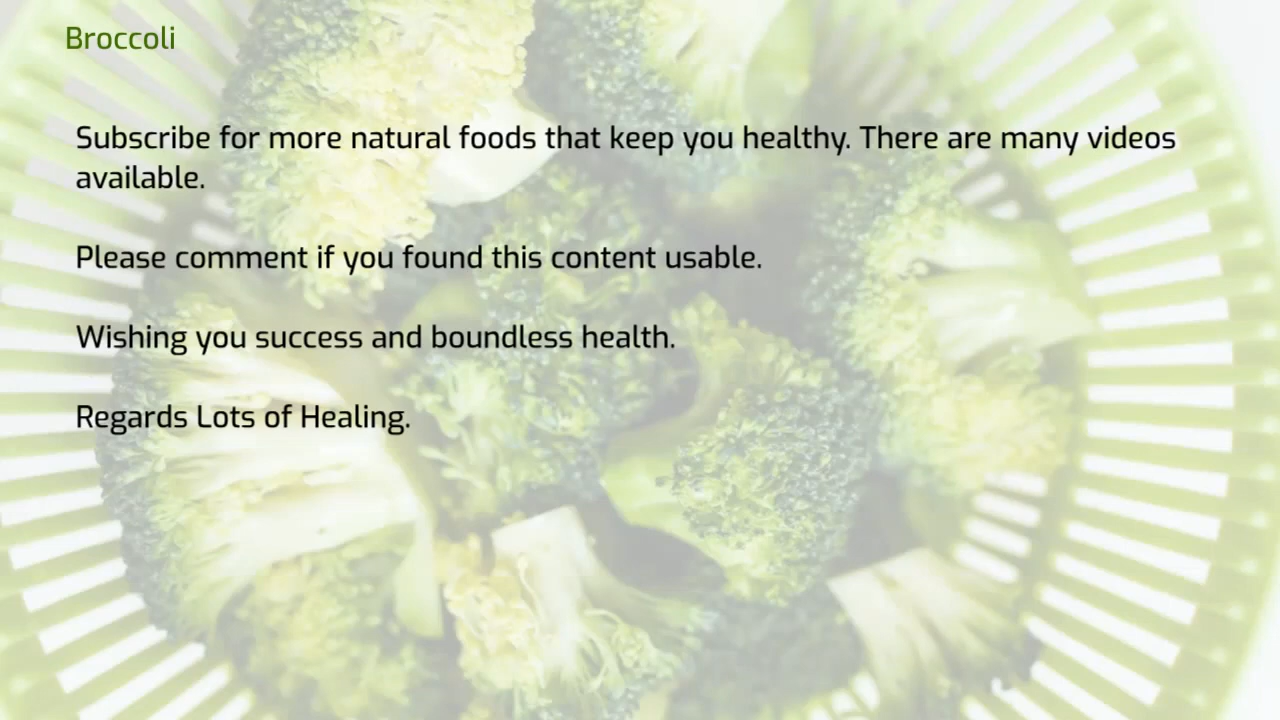 Broccoli
Subscribe for more natural foods that keep you healthy. There are many videos
available.
Please comment if you found this content usable.
Wishing you success and boundless health.
Regards Lots of Healing.